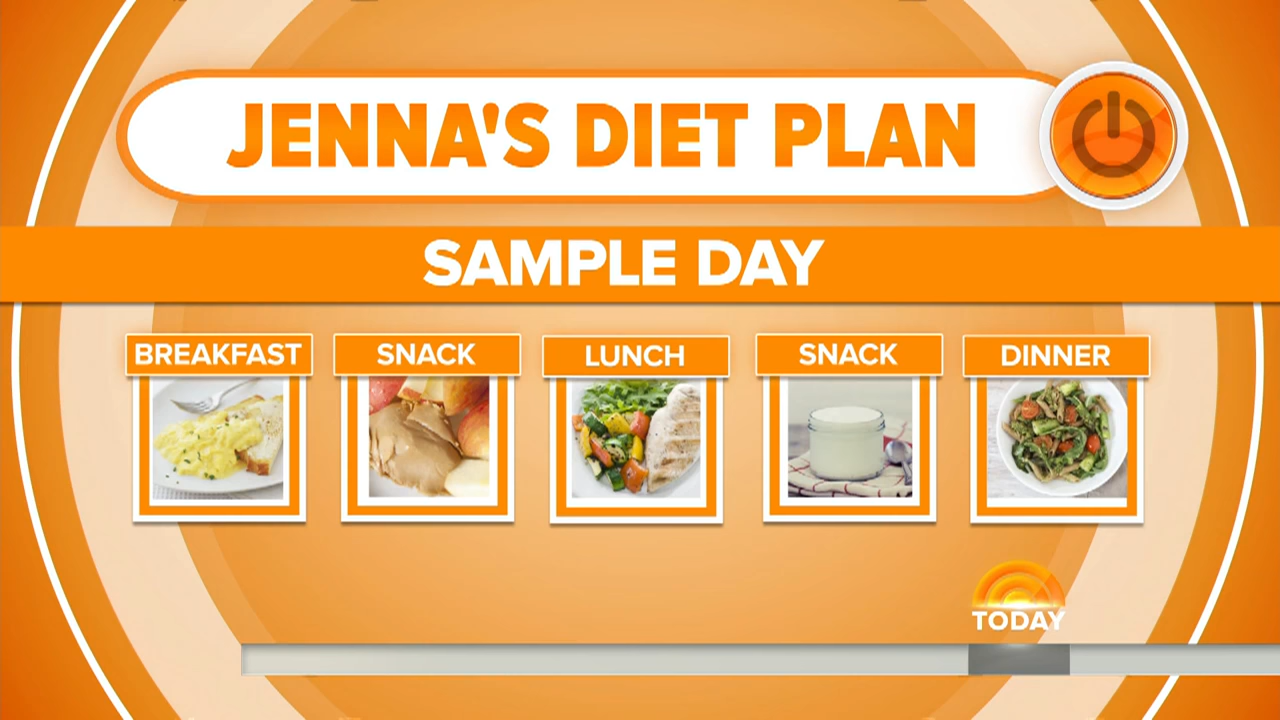 JENNA'S DIET PLAN
SAMPLE DAY
BREAKFAST
SNACK
LUNCH
SNACK
DINNER
TODAY